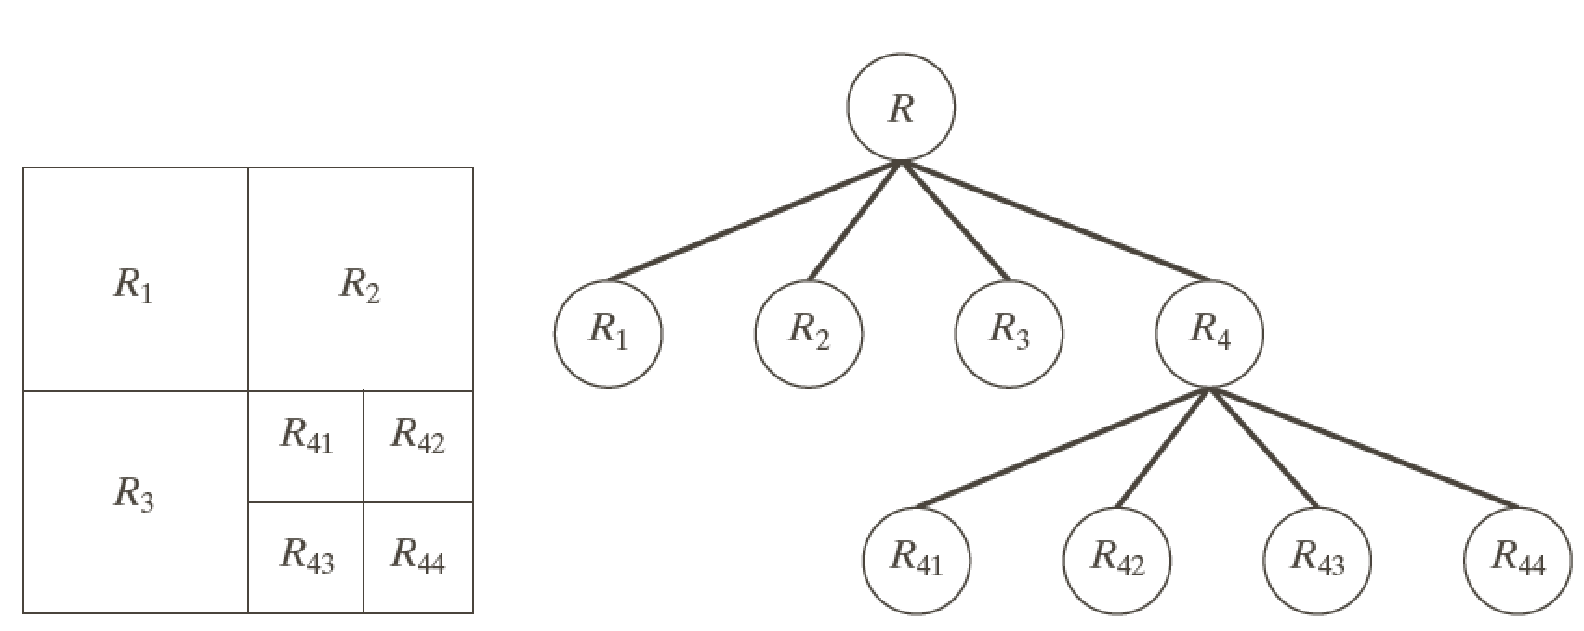 R
R₁ R₂
R₁ R₂ R₃ R₄
R₄₁ R₄₂
R₃
R₄₃ R₄₄
R₄₁ R₄₂ R₄₃ R₄₄